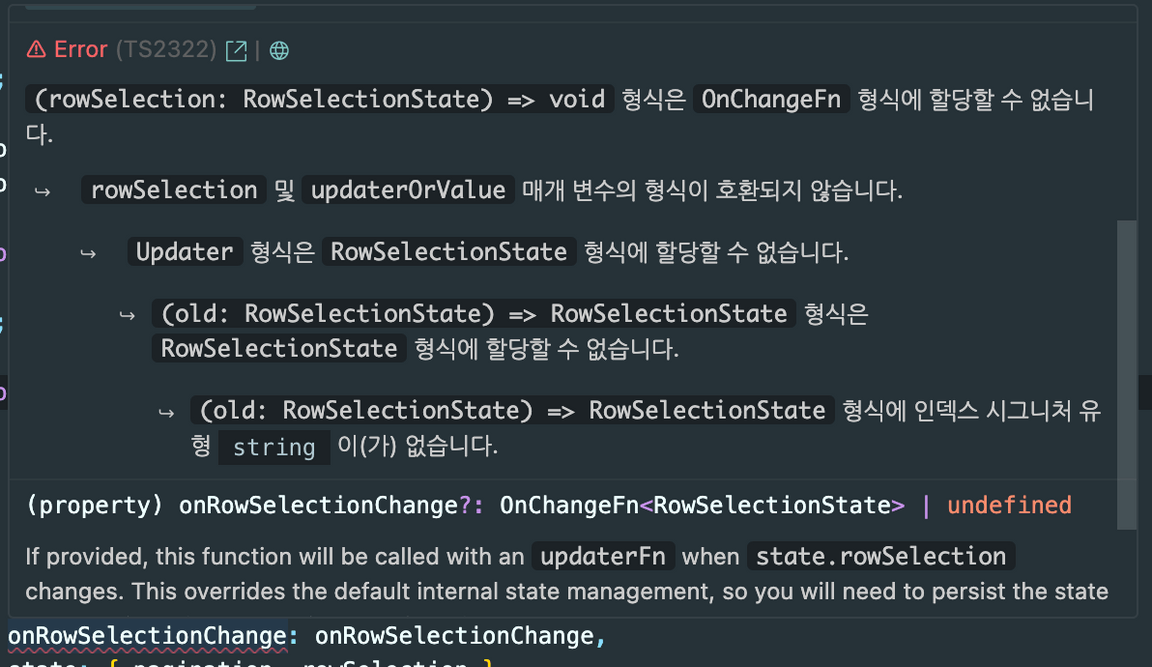 Error (TS2322) |
(rowSelection: RowSelectionState) => void 형식은 OnChangeFn 형식에 할당할 수 없습니
다.
↪ rowSelection 및 updaterOrValue 매개 변수의 형식이 호환되지 않습니다.
↪ Updater 형식은 RowSelectionState 형식에 할당할 수 없습니다.
↪ (old: RowSelectionState) => RowSelectionState 형식은
RowSelectionState 형식에 할당할 수 없습니다.
↪ (old: RowSelectionState) => RowSelectionState 형식에 인덱스 시그니처 유
형 string 이(가) 없습니다.
(property) onRowSelectionChange?: OnChangeFn<RowSelectionState> | undefined
If provided, this function will be called with an updaterFn when state.rowSelection
changes. This overrides the default internal state management, so you will need to persist the state
onRowSelectionChange: onRowSelectionChange,
state: { pagination, rowSelection }